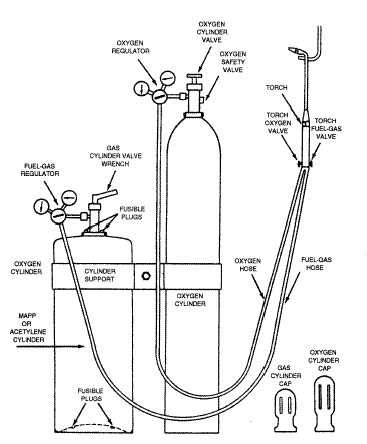 OXYGEN
CYLINDER
VALVE
OXYGEN
REGULATOR
OXYGEN
SAFETY
VALVE
TORCH
TORCH
OXYGEN
VALVE
TORCH
FUEL-GAS
VALVE
GAS
CYLINDER VALVE
WRENCH
FUEL-GAS
REGULATOR
FUSIBLE
PLUGS
OXYGEN
CYLINDER
CYLINDER
SUPPORT
OXYGEN
CYLINDER
OXYGEN
HOSE
FUEL-GAS
HOSE
MAPP
OR
ACETYLENE
CYLINDER
FUSIBLE
PLUGS
GAS
CYLINDER
CAP
OXYGEN
CYLINDER
CAP